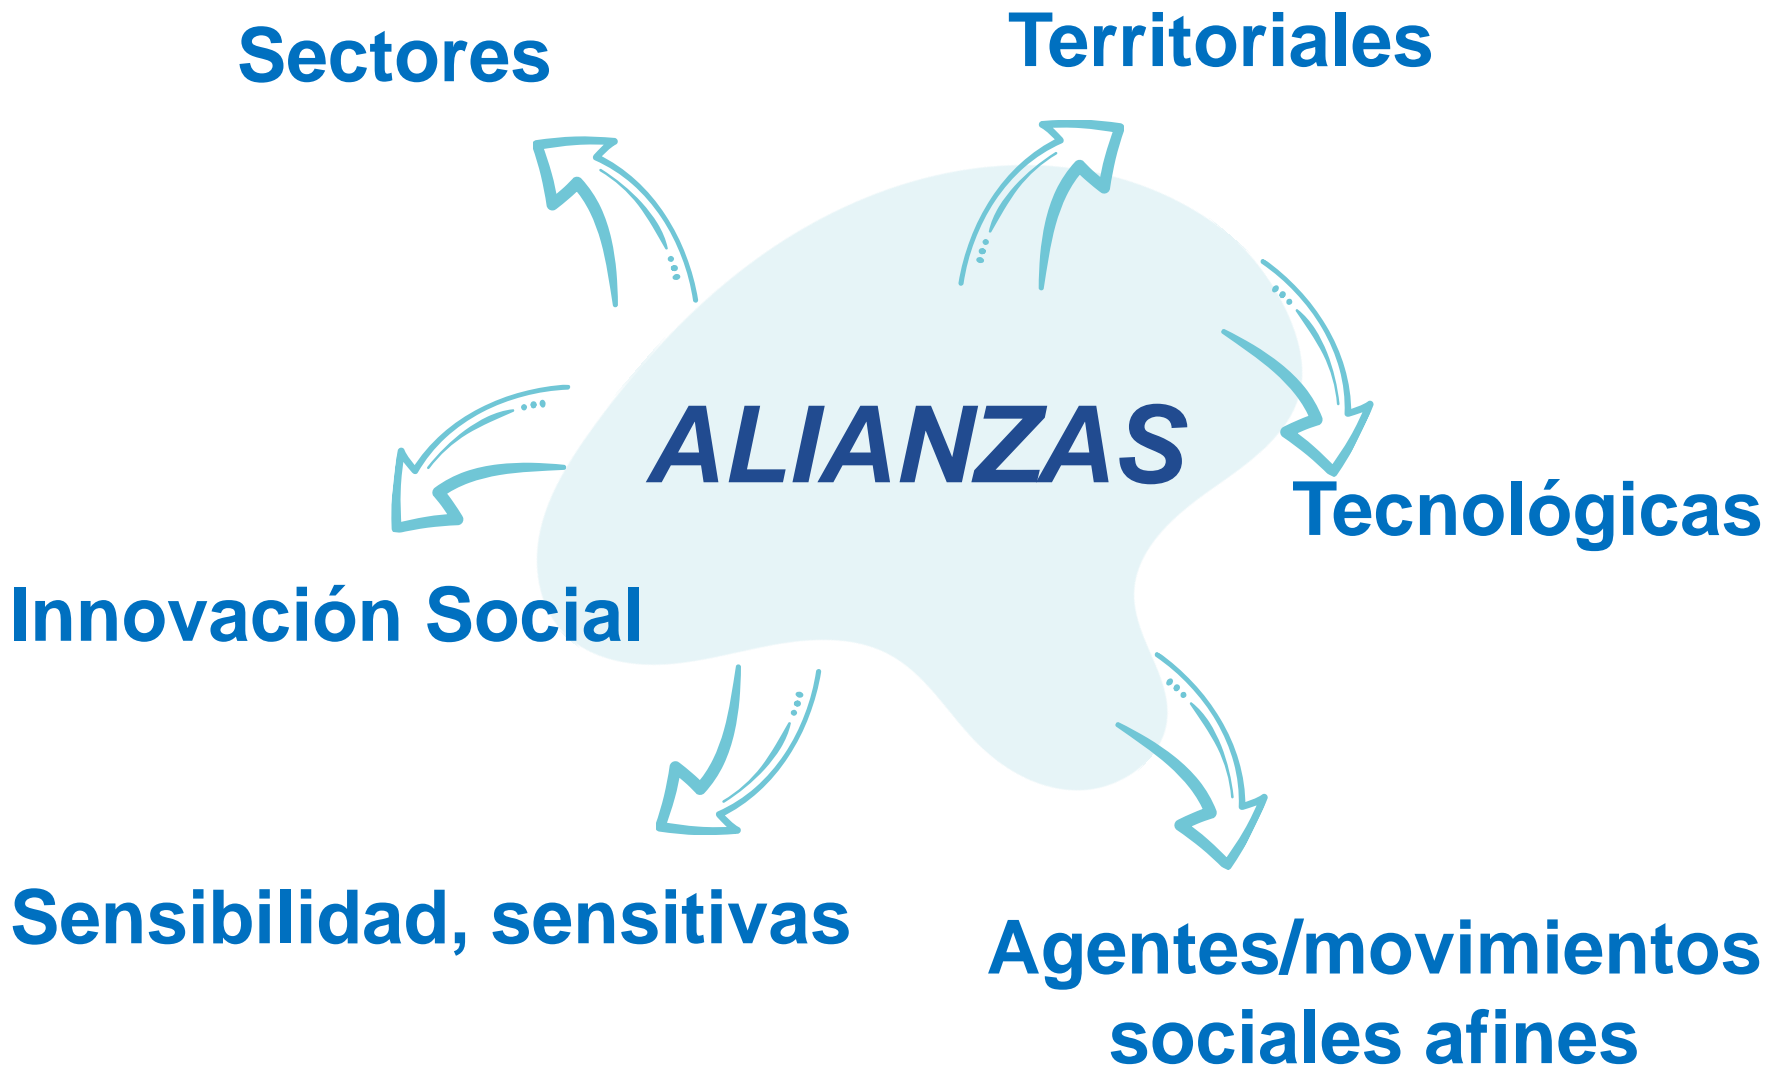 Sectores
Territoriales
ALIANZAS
Tecnológicas
Innovación Social
Sensibilidad, sensitivas
Agentes/movimientos
sociales afines